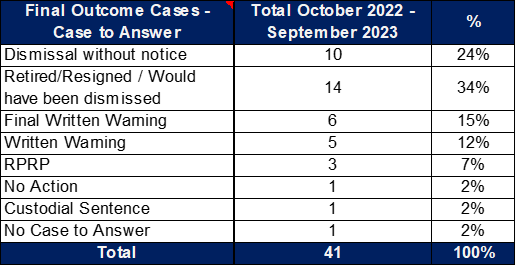 Final Outcome Cases - Case to Answer Total October 2022 - September 2023 %
Dismissal without notice 10 24%
Retired/Resigned / Would have been dismissed 14 34%
Final Written Warning 6 15%
Written Warning 5 12%
RPRP 3 7%
No Action 1 2%
Custodial Sentence 1 2%
No Case to Answer 1 2%
Total 41 100%